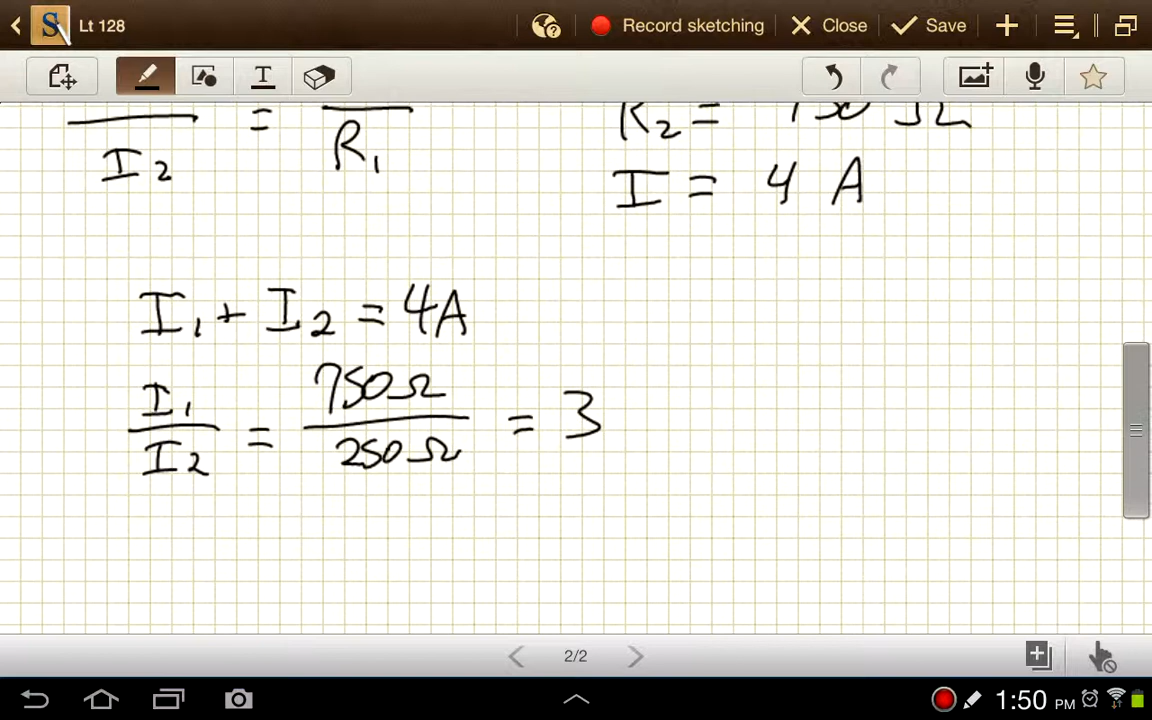 Lt 128 Record sketching Close Save
T
I₂ = R₁
R₂ = 750 Ω
I = 4 A
I₁ + I₂ = 4A
I₁/I₂ = 750Ω/250Ω = 3
2/2
1:50 PM